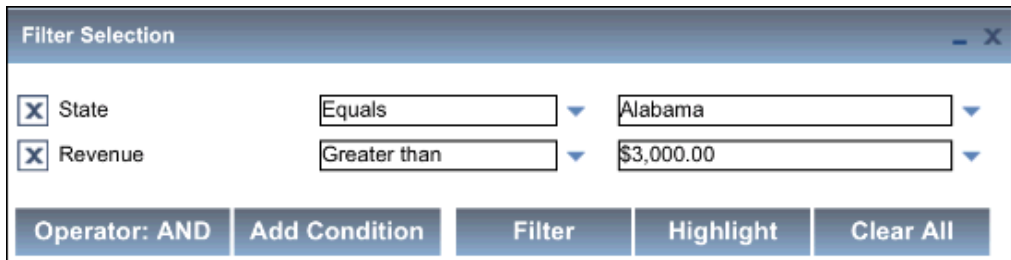 Filter Selection
State Equals Alabama
Revenue Greater than $3,000.00
Operator: AND Add Condition Filter Highlight Clear All